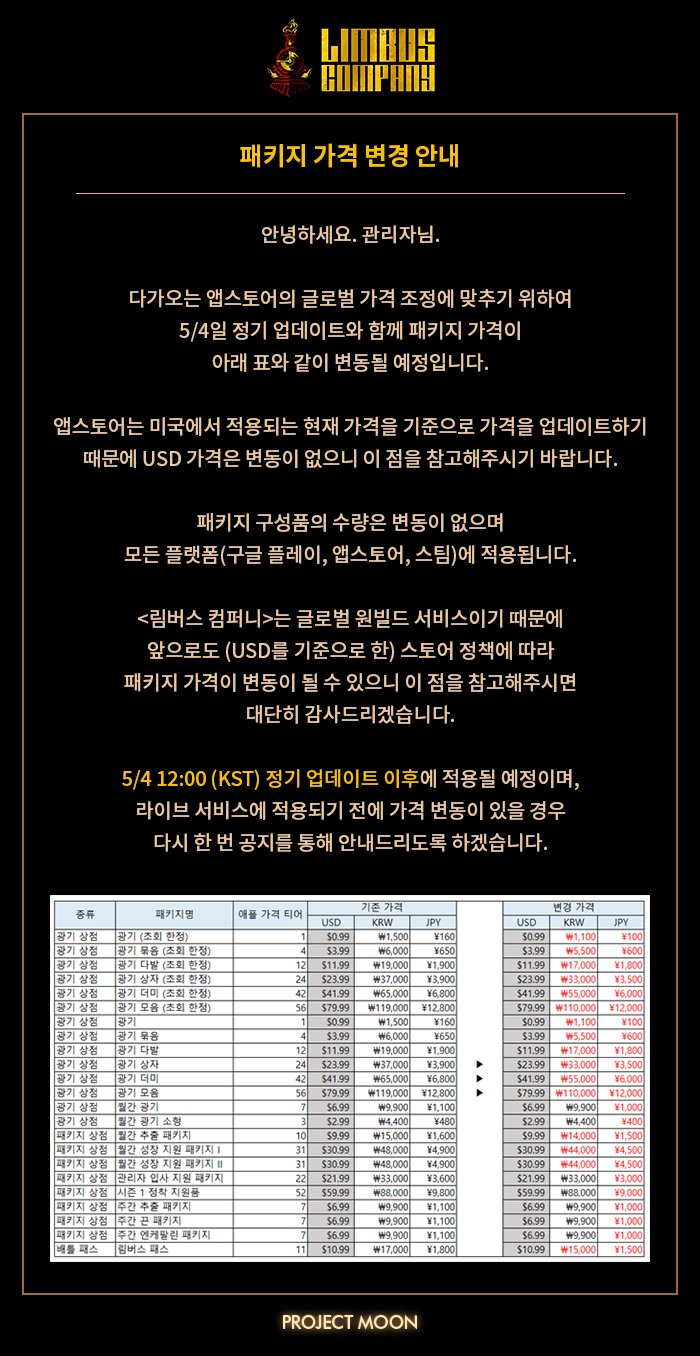 LIMBUS
COMPANY
패키지 가격 변경 안내
안녕하세요. 관리자님.
다가오는 앱스토어의 글로벌 가격 조정에 맞추기 위하여
5/4일 정기 업데이트와 함께 패키지 가격이
아래 표와 같이 변동될 예정입니다.
앱스토어는 미국에서 적용되는 현재 가격을 기준으로 가격을 업데이트하기
때문에 USD 가격은 변동이 없으니 이 점을 참고해주시기 바랍니다.
패키지 구성품의 수량은 변동이 없으며
모든 플랫폼(구글 플레이, 앱스토어, 스팀)에 적용됩니다.
<림버스 컴퍼니>는 글로벌 원빌드 서비스이기 때문에
앞으로도 (USD를 기준으로 한) 스토어 정책에 따라
패키지 가격이 변동이 될 수 있으니 이 점을 참고해주시면
대단히 감사드리겠습니다.
5/4 12:00 (KST) 정기 업데이트 이후에 적용될 예정이며,
라이브 서비스에 적용되기 전에 가격 변동이 있을 경우
다시 한 번 공지를 통해 안내드리도록 하겠습니다.
종류 패키지명 애플 가격 티어 기존 가격 변경 가격
USD KRW JPY USD KRW JPY
광기 상점 광기 (초회 한정) 1 $0.99 ₩1,500 ¥160 $0.99 ₩1,100 ¥100
광기 상점 광기 묶음 (초회 한정) 4 $3.99 ₩6,000 ¥650 $3.99 ₩5,500 ¥600
광기 상점 광기 다발 (초회 한정) 12 $11.99 ₩19,000 ¥1,900 $11.99 ₩17,000 ¥1,800
광기 상점 광기 상자 (초회 한정) 24 $23.99 ₩37,000 ¥3,900 $23.99 ₩33,000 ¥3,500
광기 상점 광기 더미 (초회 한정) 42 $41.99 ₩65,000 ¥6,800 $41.99 ₩55,000 ¥6,000
광기 상점 광기 모음 (초회 한정) 56 $79.99 ₩119,000 ¥12,800 $79.99 ₩110,000 ¥12,000
광기 상점 광기 1 $0.99 ₩1,500 ¥160 $0.99 ₩1,100 ¥100
광기 상점 광기 묶음 4 $3.99 ₩6,000 ¥650 $3.99 ₩5,500 ¥600
광기 상점 광기 다발 12 $11.99 ₩19,000 ¥1,900 $11.99 ₩17,000 ¥1,800
광기 상점 광기 상자 24 $23.99 ₩37,000 ¥3,900 ▶ $23.99 ₩33,000 ¥3,500
광기 상점 광기 더미 42 $41.99 ₩65,000 ¥6,800 ▶ $41.99 ₩55,000 ¥6,000
광기 상점 광기 모음 56 $79.99 ₩119,000 ¥12,800 ▶ $79.99 ₩110,000 ¥12,000
광기 상점 월간 광기 7 $6.99 ₩9,900 ¥1,100 $6.99 ₩9,900 ¥1,000
광기 상점 월간 광기 소형 3 $2.99 ₩4,400 ¥480 $2.99 ₩4,400 ¥400
패키지 상점 월간 추출 패키지 10 $9.99 ₩15,000 ¥1,600 $9.99 ₩14,000 ¥1,500
패키지 상점 월간 성장 지원 패키지 I 31 $30.99 ₩48,000 ¥4,900 $30.99 ₩44,000 ¥4,500
패키지 상점 월간 성장 지원 패키지 II 31 $30.99 ₩48,000 ¥4,900 $30.99 ₩44,000 ¥4,500
패키지 상점 관리자 입사 지원 패키지 22 $21.99 ₩33,000 ¥3,600 $21.99 ₩33,000 ¥3,000
패키지 상점 시즌 1 정착 지원품 52 $59.99 ₩88,000 ¥9,800 $59.99 ₩88,000 ¥9,000
패키지 상점 주간 추출 패키지 7 $6.99 ₩9,900 ¥1,100 $6.99 ₩9,900 ¥1,000
패키지 상점 주간 끈 패키지 7 $6.99 ₩9,900 ¥1,100 $6.99 ₩9,900 ¥1,000
패키지 상점 주간 엔케팔린 패키지 7 $6.99 ₩9,900 ¥1,100 $6.99 ₩9,900 ¥1,000
배틀 패스 림버스 패스 11 $10.99 ₩17,000 ¥1,800 $10.99 ₩15,000 ¥1,500
PROJECT MOON